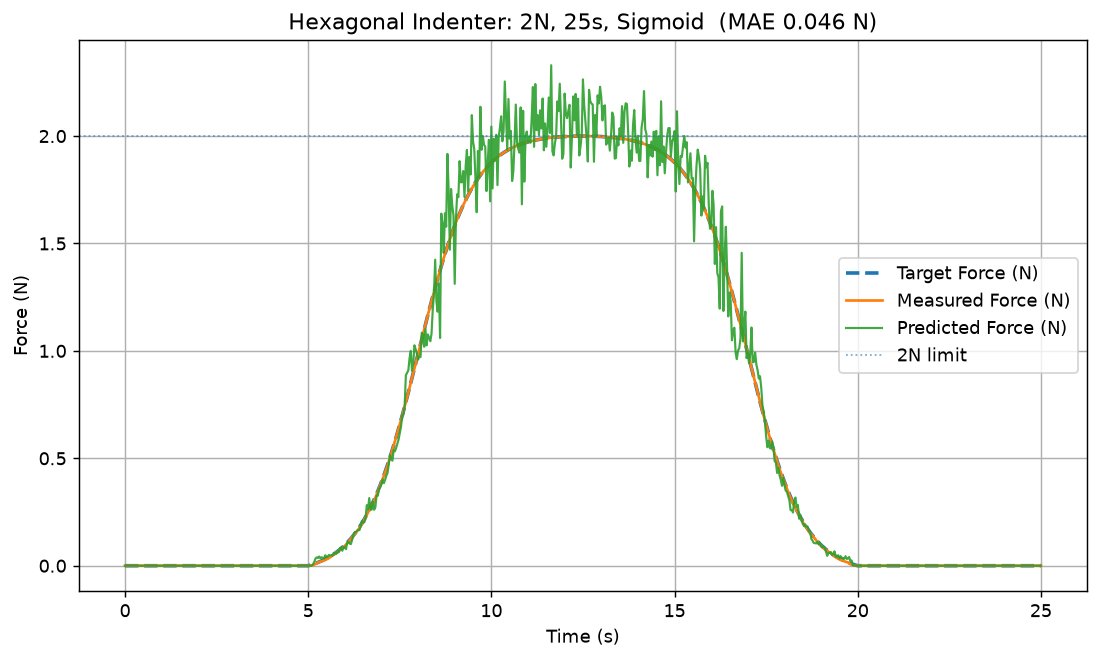 Hexagonal Indenter: 2N, 25s, Sigmoid  (MAE 0.046 N)
Force (N)
2.0
1.5
1.0
0.5
0.0
Target Force (N)
Measured Force (N)
Predicted Force (N)
2N limit
0 5 10 15 20 25
Time (s)